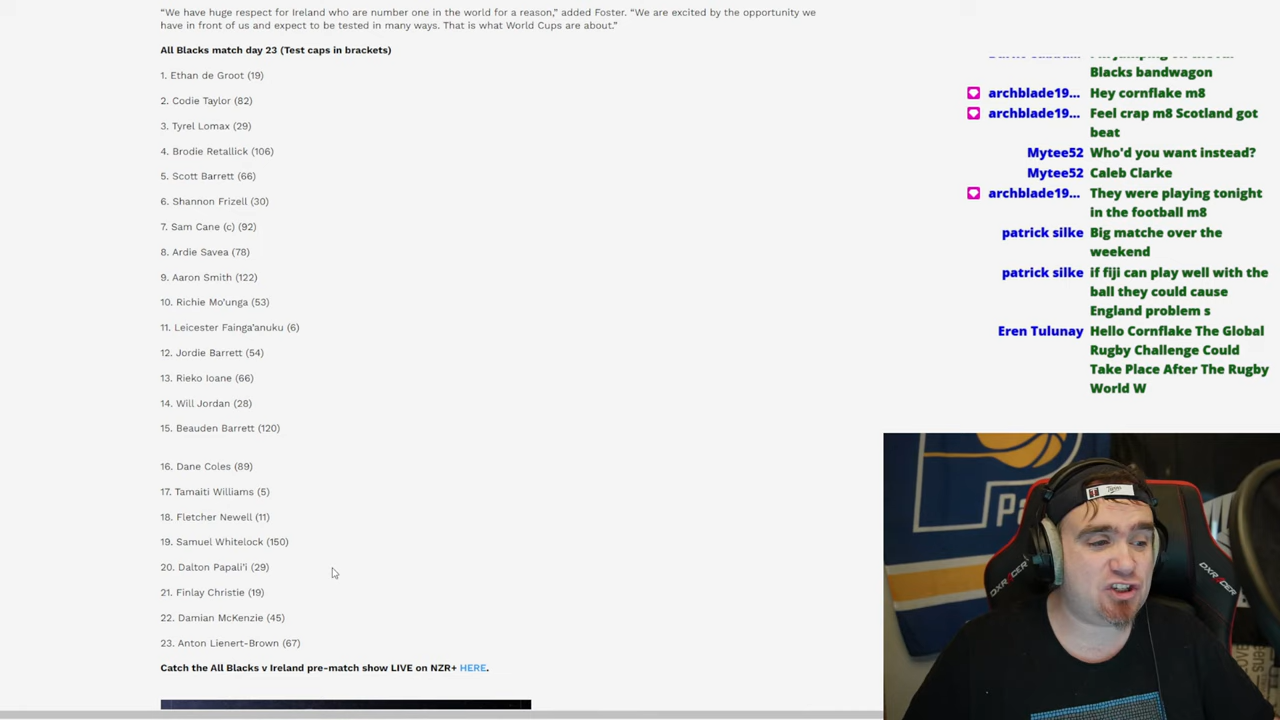 “We have huge respect for Ireland who are number one in the world for a reason,” added Foster. “We are excited by the opportunity we
have in front of us and expect to be tested in many ways. That is what World Cups are about.”
All Blacks match day 23 (Test caps in brackets)
1. Ethan de Groot (19)
2. Codie Taylor (82)
3. Tyrel Lomax (29)
4. Brodie Retallick (106)
5. Scott Barrett (66)
6. Shannon Frizell (30)
7. Sam Cane (c) (92)
8. Ardie Savea (78)
9. Aaron Smith (122)
10. Richie Mo’unga (53)
11. Leicester Fainga’anuku (6)
12. Jordie Barrett (54)
13. Rieko Ioane (66)
14. Will Jordan (28)
15. Beauden Barrett (120)
16. Dane Coles (89)
17. Tamaiti Williams (5)
18. Fletcher Newell (11)
19. Samuel Whitelock (150)
20. Dalton Papali’i (29)
21. Finlay Christie (19)
22. Damian McKenzie (45)
23. Anton Lienert-Brown (67)
Catch the All Blacks v Ireland pre-match show LIVE on NZR+ HERE.
Blacks bandwagon
archblade19... Hey cornflake m8
archblade19... Feel crap m8 Scotland got
beat
Mytee52 Who'd you want instead?
Mytee52 Caleb Clarke
archblade19... They were playing tonight
in the football m8
patrick silke Big matche over the
weekend
patrick silke if fiji can play well with the
ball they could cause
England problem s
Eren Tulunay Hello Cornflake The Global
Rugby Challenge Could
Take Place After The Rugby
World W
Pa
DXRACER
DXRACER